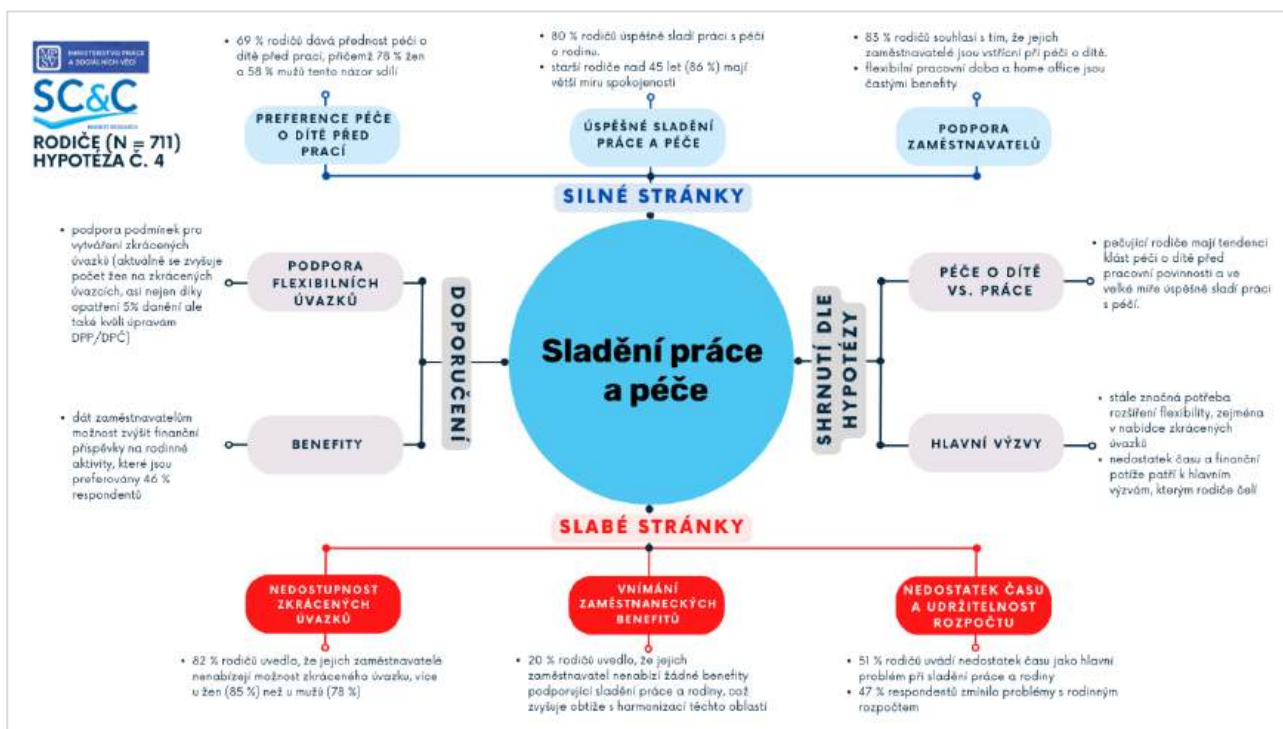 MINISTERSTVO PRÁCE
A SOCIÁLNÍCH VĚCÍ
SC&C
MARKET RESEARCH
RODIČE (N = 711)
HYPOTÉZA Č. 4
• 69 % rodičů dává přednost péči o
dítě před prací, přičemž 78 % žen
a 58 % mužů tento názor sdílí
PREFERENCE PÉČE
O DÍTĚ PŘED
PRACÍ
• 80 % rodičů úspěšně sladí práci s péčí
o rodinu.
• starší rodiče nad 45 let (86 %) mají
větší míru spokojenosti
ÚSPĚŠNÉ SLADĚNÍ
PRÁCE A PÉČE
• 83 % rodičů souhlasí s tím, že jejich
zaměstnavatelé jsou vstřícní při péči o dítě.
• flexibilní pracovní doba a home office jsou
častými benefity
PODPORA
ZAMĚSTNAVATELŮ
SILNÉ STRÁNKY
• podpora podmínek pro
vytváření zkrácených
úvazků (aktuálně se zvyšuje
počet žen na zkrácených
úvazcích, asi nejen díky
opatření 5% danění ale
také kvůli úpravám
DPP/DPČ)
PODPORA
FLEXIBILNÍCH
ÚVAZKŮ
• dát zaměstnavatelům
možnost zvýšit finanční
příspěvky na rodinné
aktivity, které jsou
preferovány 46 %
respondentů
BENEFITY
DOPORUČENÍ
Sladění práce
a péče
SHRNUTÍ DLE
HYPOTÉZY
PÉČE O DÍTĚ
VS. PRÁCE
• pečující rodiče mají tendenci
klást péči o dítě před
pracovní povinnosti a ve
velké míře úspěšně sladí práci
s péčí.
HLAVNÍ VÝZVY
• stále značná potřeba
rozšíření flexibility, zejména
v nabídce zkrácených
úvazků
• nedostatek času a finanční
potíže patří k hlavním
výzvám, kterým rodiče čelí
SLABÉ STRÁNKY
NEDOSTUPNOST
ZKRÁCENÝCH
ÚVAZKŮ
• 82 % rodičů uvedlo, že jejich zaměstnavatelé
nenabízejí možnost zkráceného úvazku, více
u žen (85 %) než u mužů (78 %)
VNÍMÁNÍ
ZAMĚSTNANECKÝCH
BENEFITŮ
• 20 % rodičů uvedlo, že jejich
zaměstnavatel nenabízí žádné benefity
podporující sladění práce a rodiny, což
zvyšuje obtíže s harmonizací těchto oblastí
NEDOSTATEK ČASU
A UDRŽITELNOST
ROZPOČTU
• 51 % rodičů uvádí nedostatek času jako hlavní
problém při sladění práce a rodiny
• 47 % respondentů zmínilo problémy s rodinným
rozpočtem